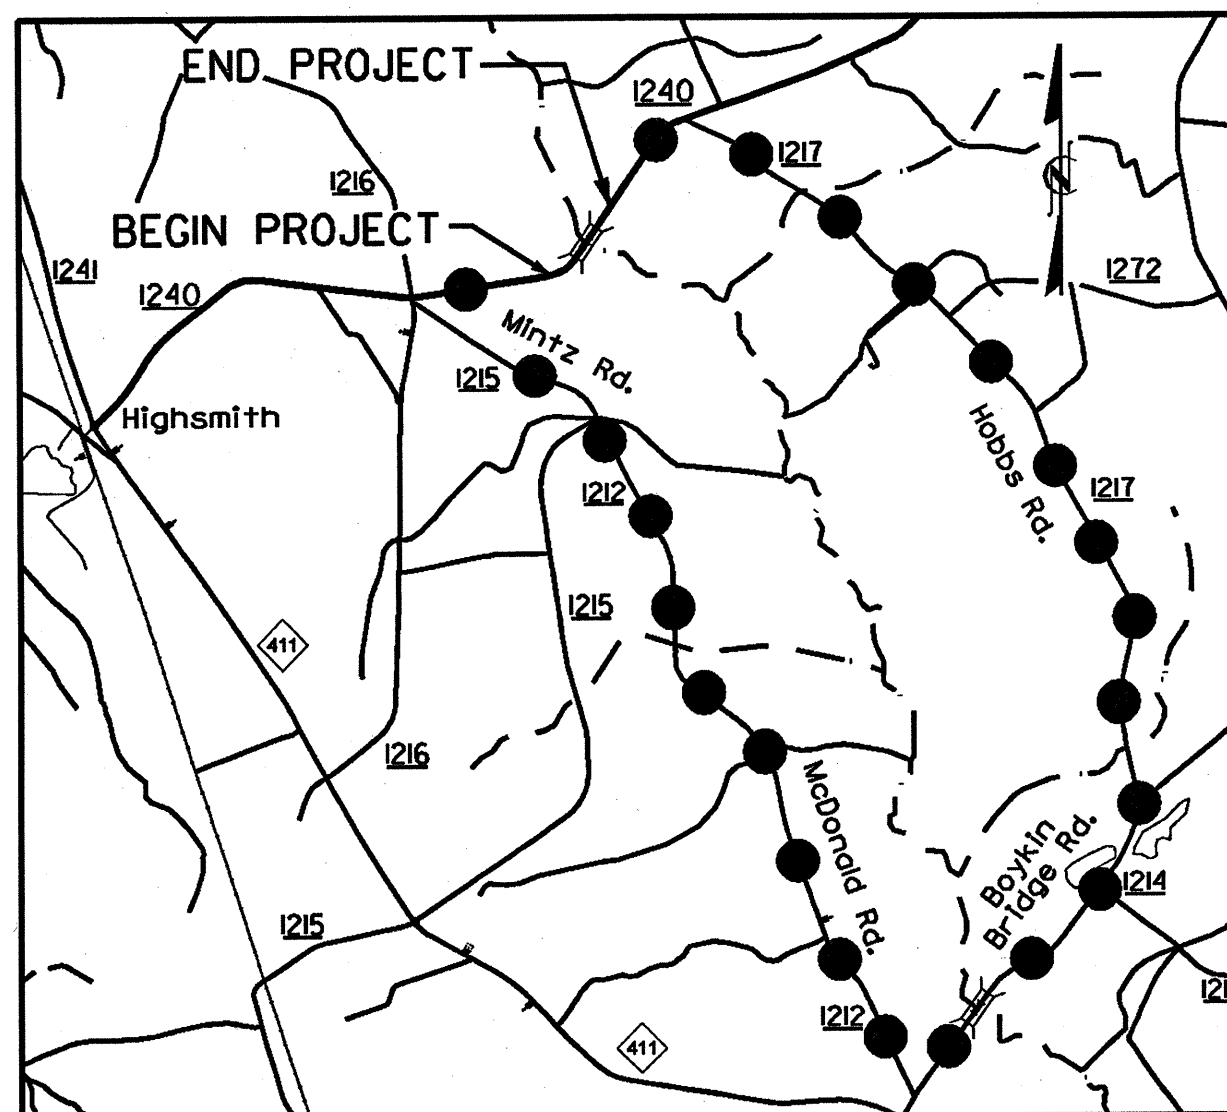 END PROJECT
1240
1217
1216
BEGIN PROJECT
N
1241
1240
1272
Mintz Rd.
1215
Highsmith
Hobbs Rd.
1212
1217
1215
411
1216
McDonald Rd.
Boykin
Bridge Rd.
1214
1215
1212
411